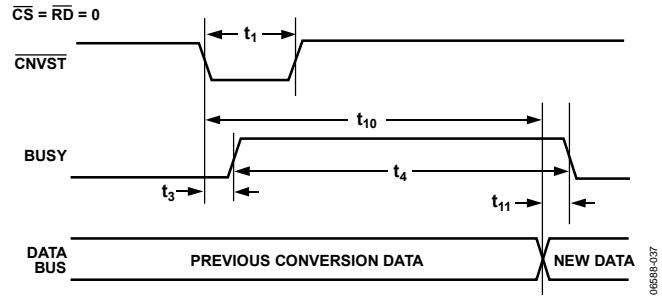 CS = RD = 0
CNVST
t1
t10
BUSY
t4
t3
t11
DATA
BUS
PREVIOUS CONVERSION DATA
NEW DATA
06588-037